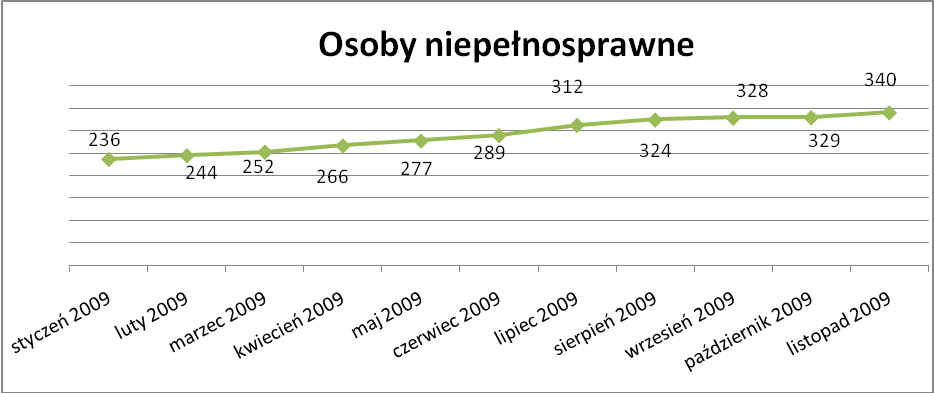 Osoby niepełnosprawne
236
244
252
266
277
289
312
324
328
329
340
styczeń 2009
luty 2009
marzec 2009
kwiecień 2009
maj 2009
czerwiec 2009
lipiec 2009
sierpień 2009
wrzesień 2009
październik 2009
listopad 2009